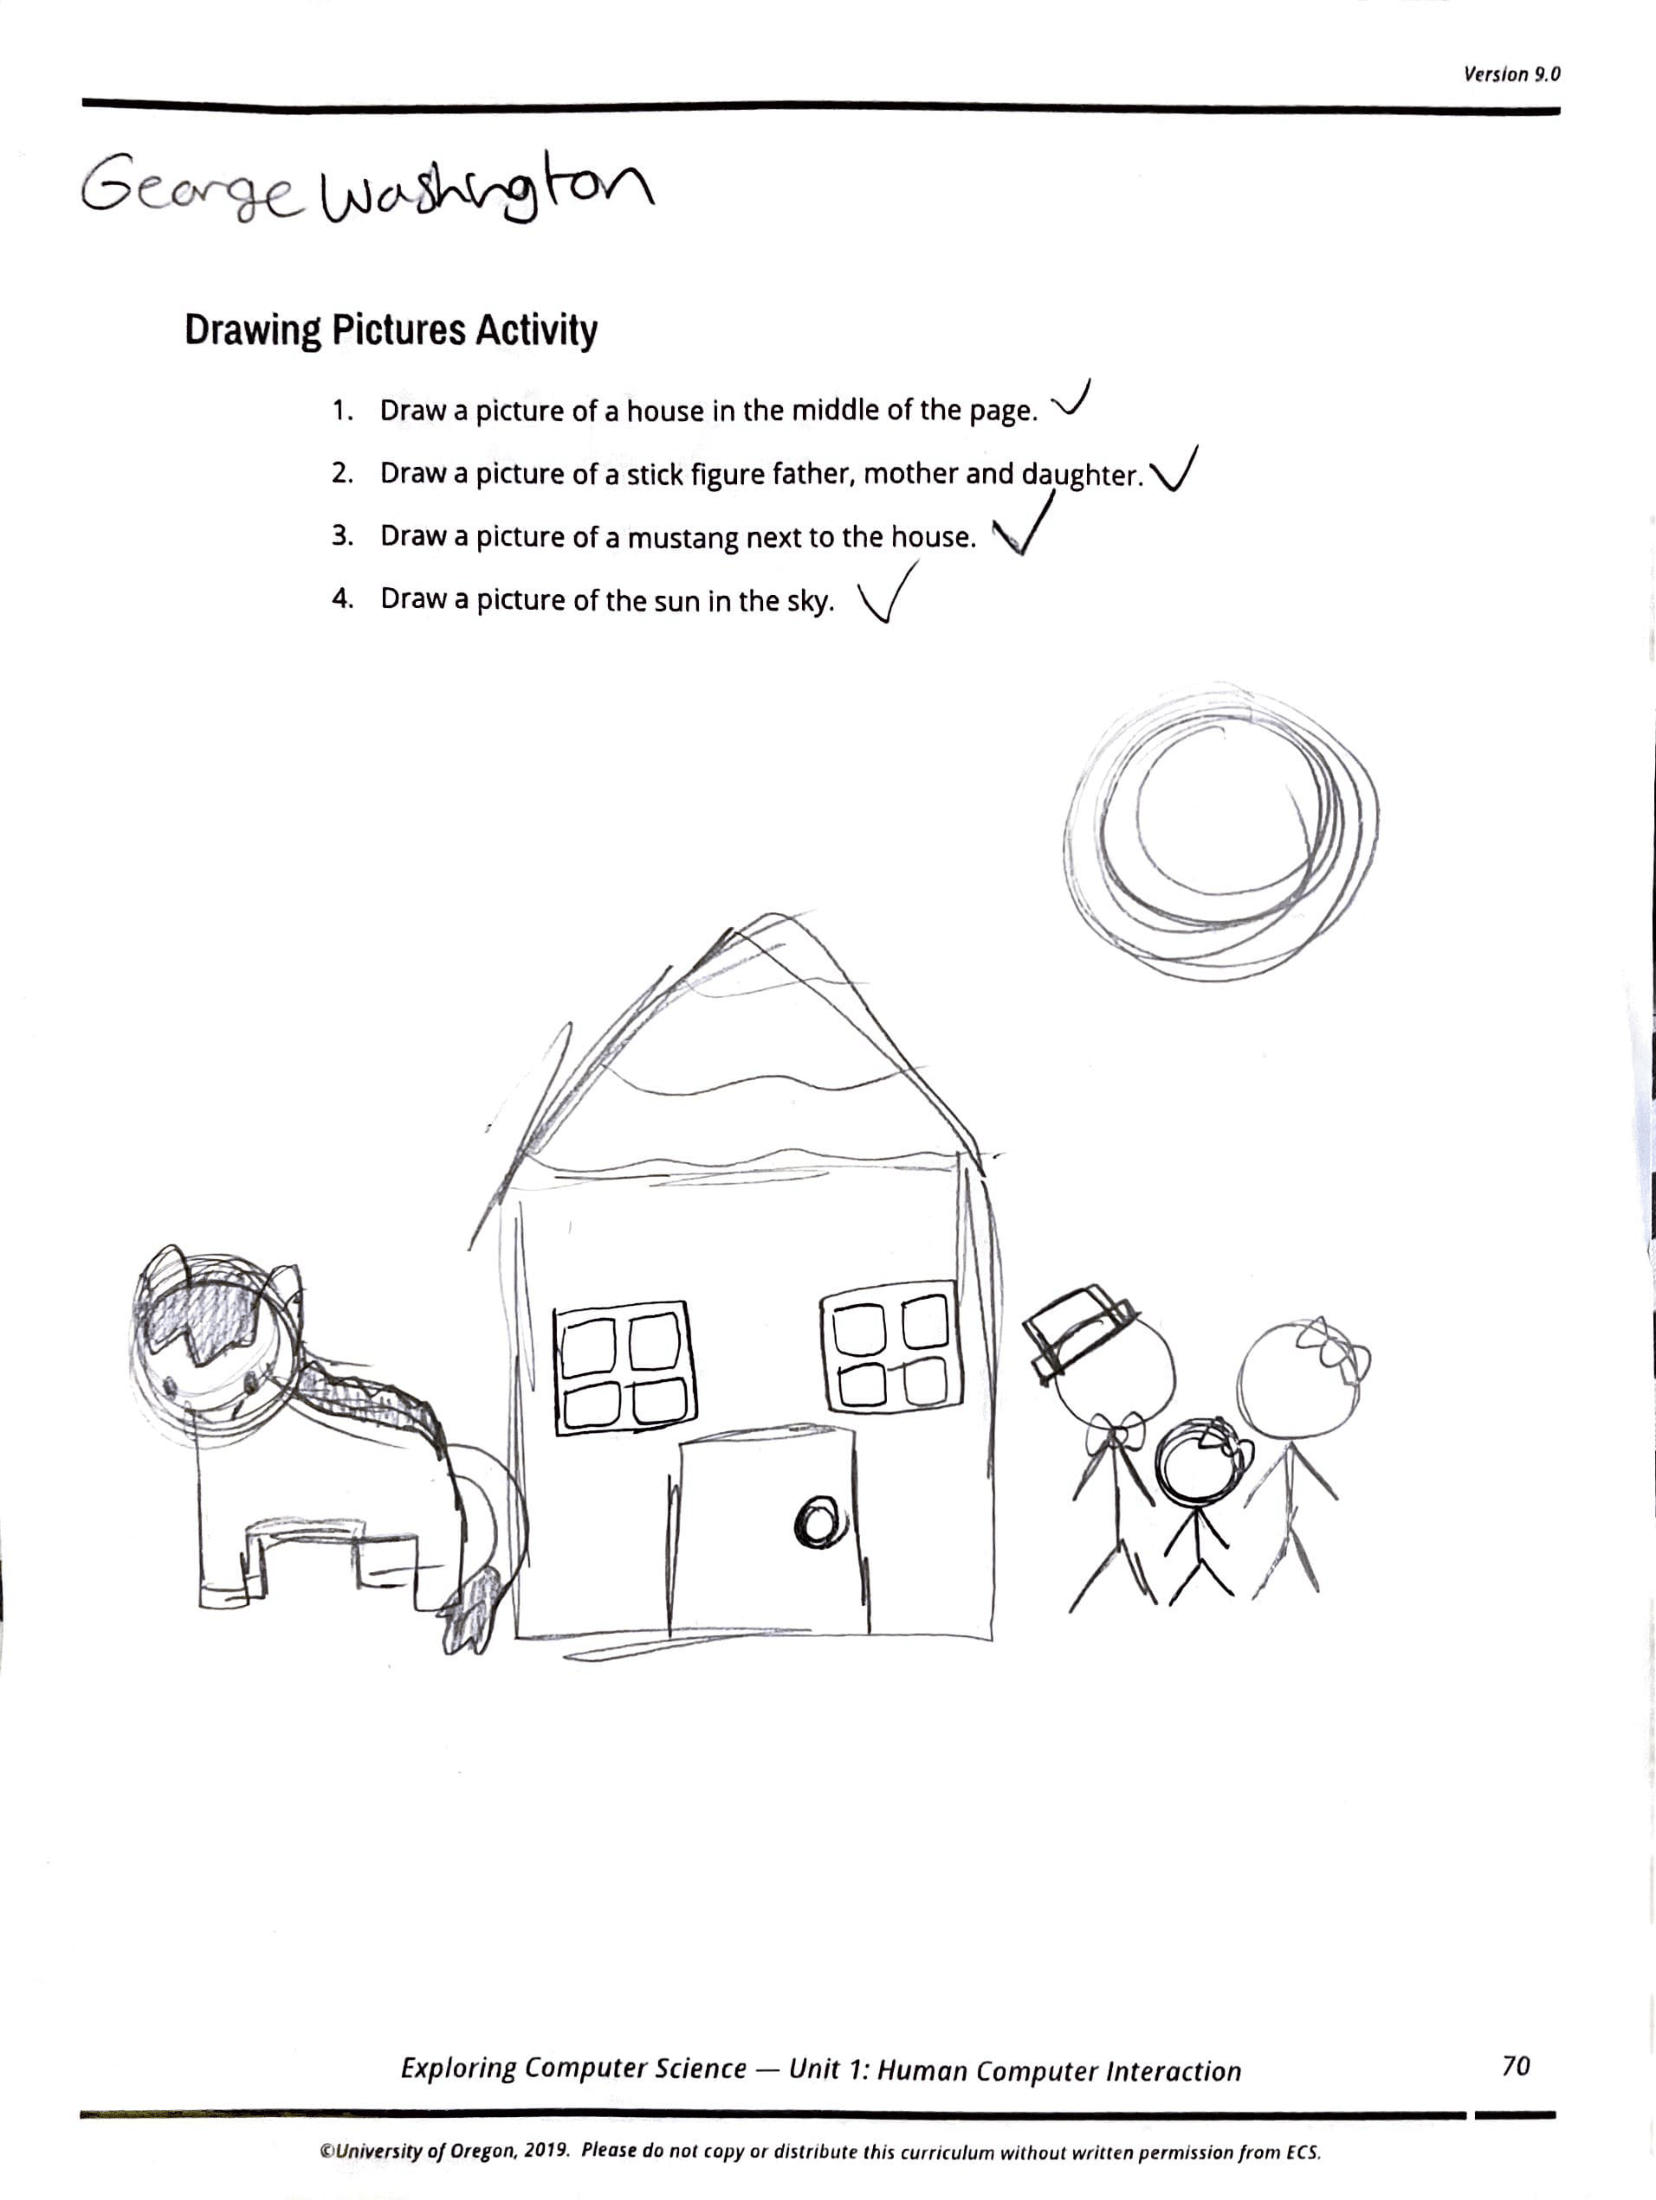 Version 9.0
George Washington
Drawing Pictures Activity
1. Draw a picture of a house in the middle of the page.
2. Draw a picture of a stick figure father, mother and daughter.
3. Draw a picture of a mustang next to the house.
4. Draw a picture of the sun in the sky.
Exploring Computer Science — Unit 1: Human Computer Interaction 70
©University of Oregon, 2019. Please do not copy or distribute this curriculum without written permission from ECS.